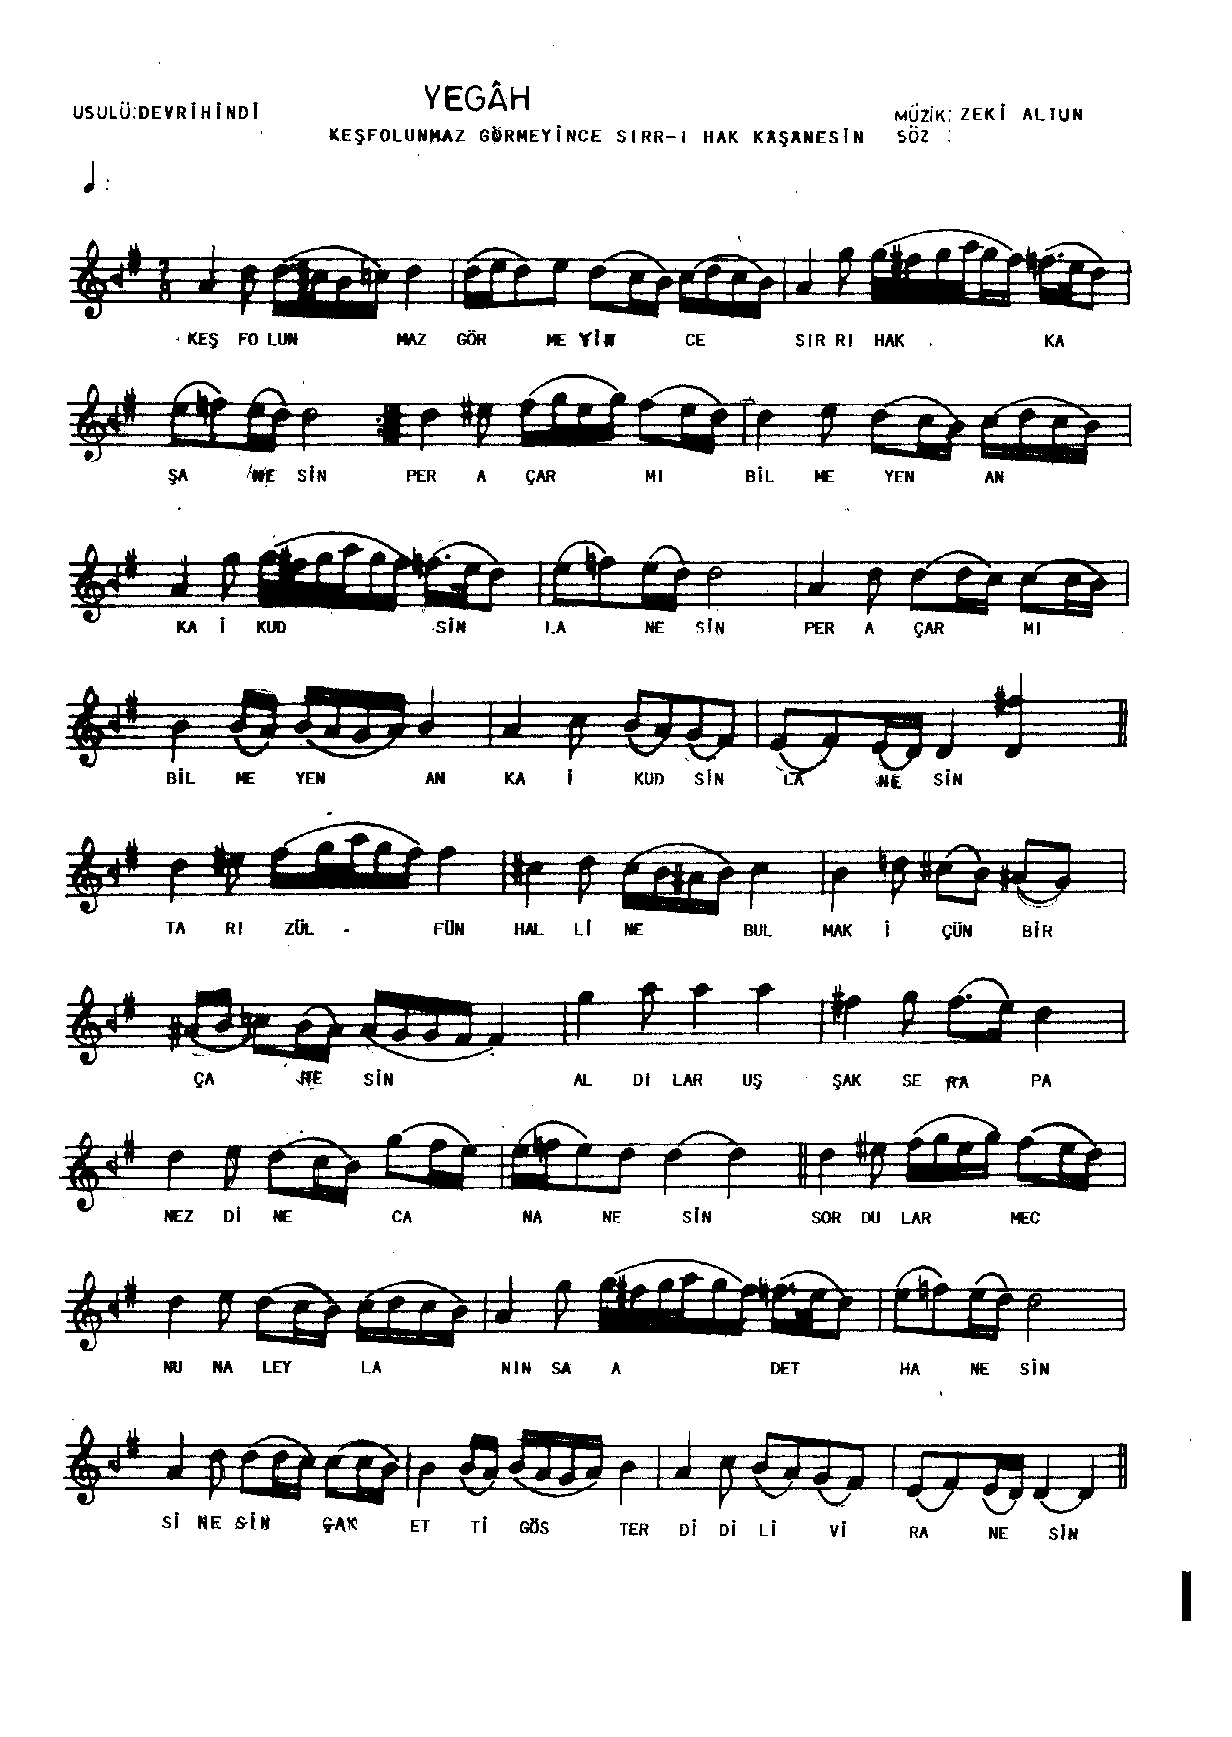 YEGÂH
USULÜ:DEVRİHİNDİ
MÜZİK: ZEKİ ALTUN
KEŞFOLUNMAZ GÖRMEYİNCE SIRR-I HAK KAŞANESİN
SÖZ :
7 8
KEŞ FO LUN MAZ GÖR ME YİN CE SIR RI HAK . KA
ŞA NE SİN PER A ÇAR MI BİL ME YEN AN
KA İ KUD SİN LA NE SİN PER A ÇAR MI
BİL ME YEN AN KA İ KUD SİN LA NE SİN
TA RI ZÜL - FÜN HAL Lİ NE BUL MAK İ ÇÜN BİR
ÇA NE SİN AL DI LAR UŞ ŞAK SE RA PA
NEZ Dİ NE CA NA NE SİN SOR DU LAR MEC
NU NA LEY LA NIN SA A DET HA NE SİN
Sİ NE SİN ÇAK ET Tİ GÖS TER Dİ Dİ Lİ Vİ RA NE SİN